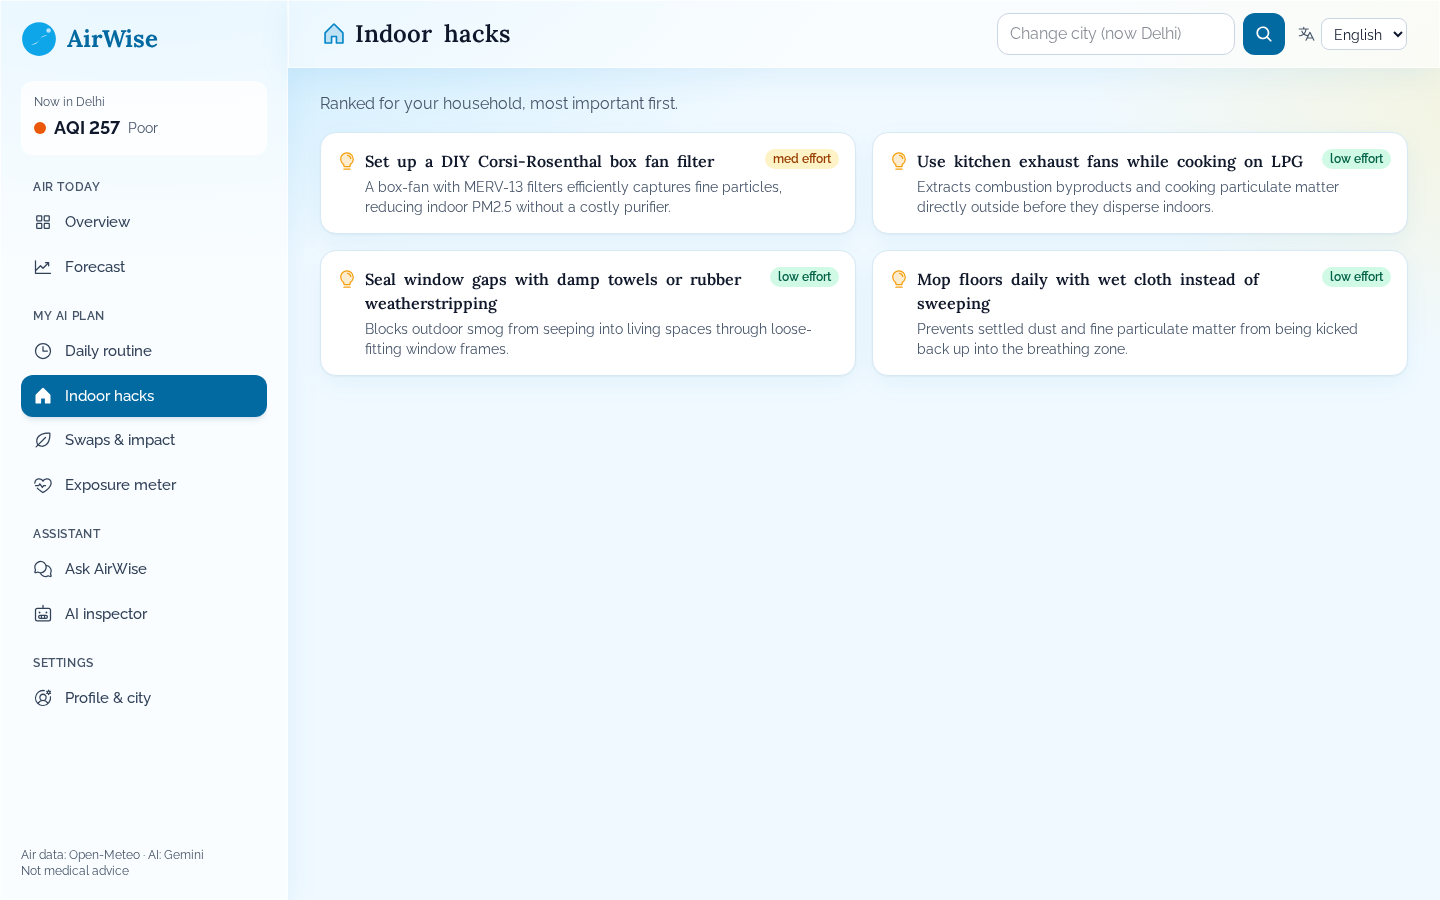 AirWise
Now in Delhi
AQI 257 Poor
AIR TODAY
Overview
Forecast
MY AI PLAN
Daily routine
Indoor hacks
Swaps & impact
Exposure meter
ASSISTANT
Ask AirWise
AI inspector
SETTINGS
Profile & city
Air data: Open-Meteo · AI: Gemini
Not medical advice
Indoor hacks
Change city (now Delhi)
English
Ranked for your household, most important first.
Set up a DIY Corsi-Rosenthal box fan filter
med effort
A box-fan with MERV-13 filters efficiently captures fine particles,
reducing indoor PM2.5 without a costly purifier.
Use kitchen exhaust fans while cooking on LPG
low effort
Extracts combustion byproducts and cooking particulate matter
directly outside before they disperse indoors.
Seal window gaps with damp towels or rubber
weatherstripping
low effort
Blocks outdoor smog from seeping into living spaces through loose-
fitting window frames.
Mop floors daily with wet cloth instead of
sweeping
low effort
Prevents settled dust and fine particulate matter from being kicked
back up into the breathing zone.